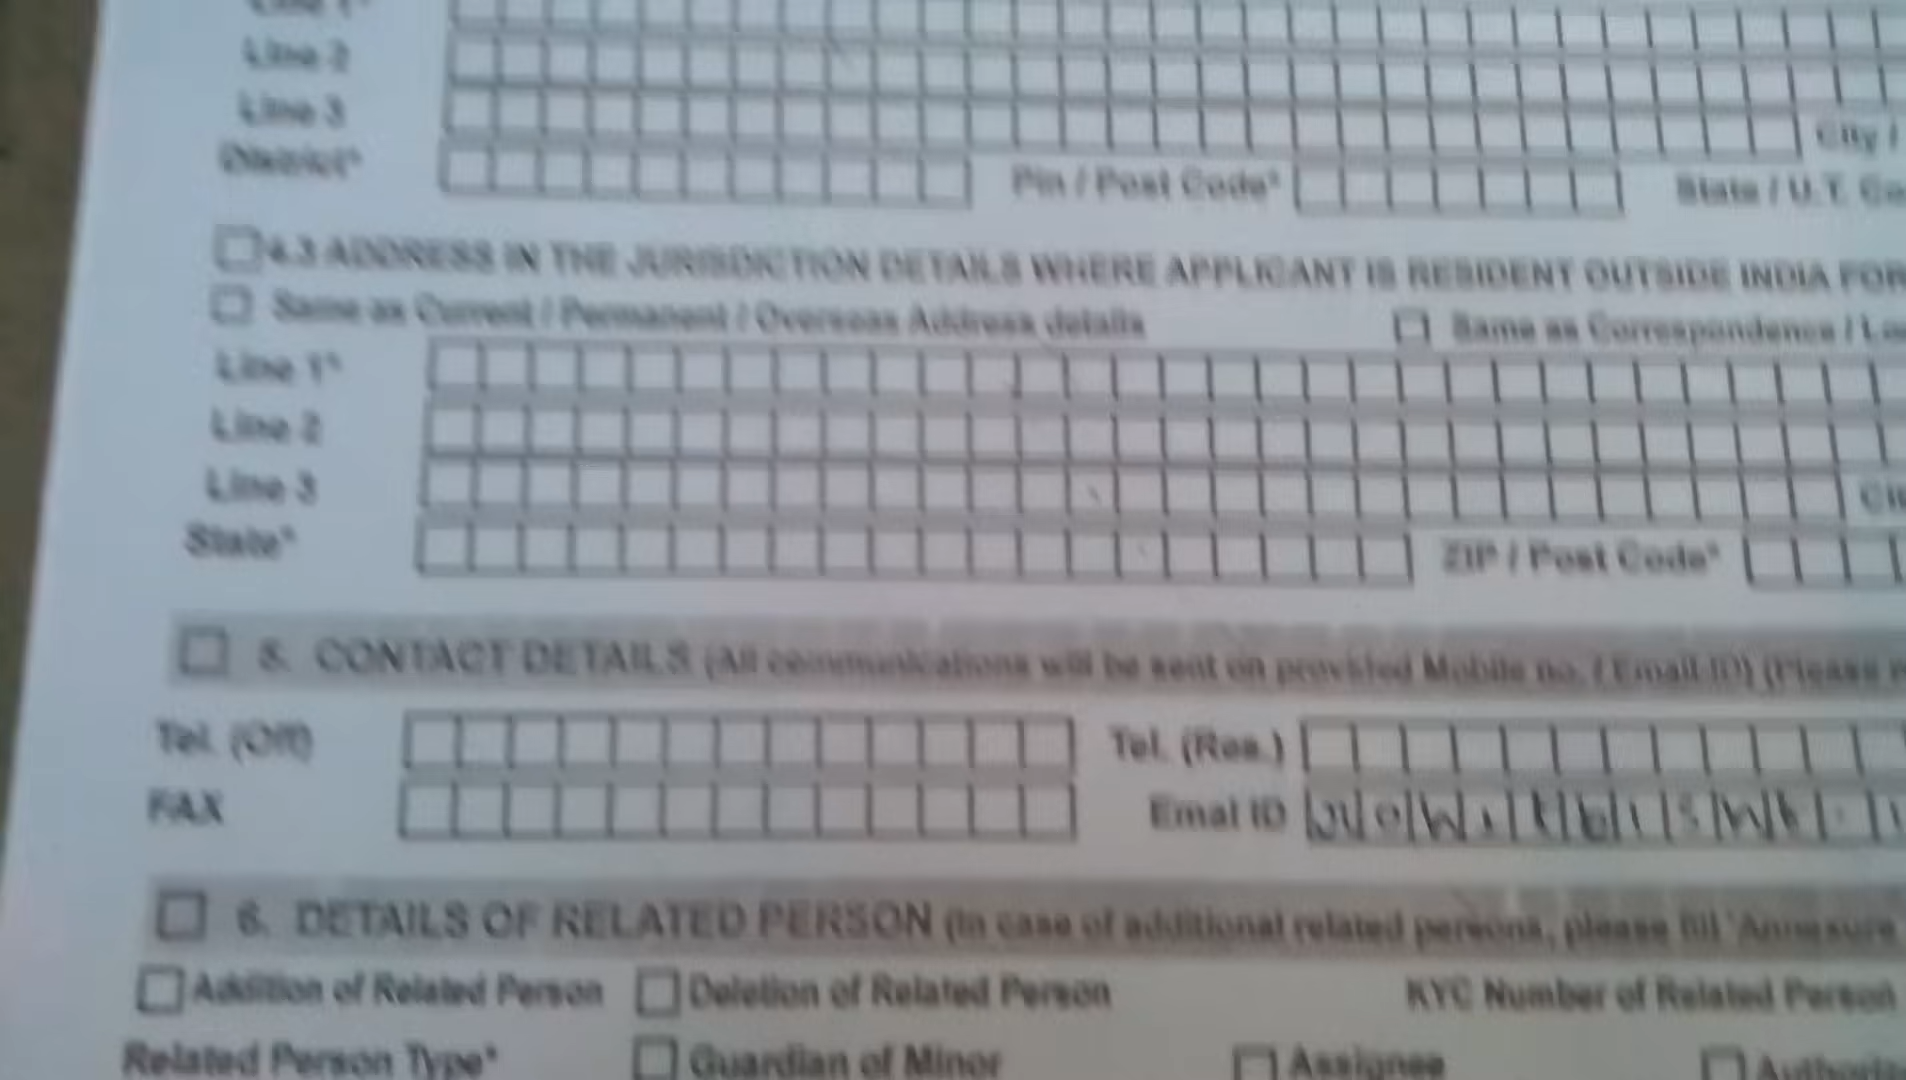 Line 1*
Line 2
Line 3 City /
District* Pin / Post Code* State / U.T.
4.3 ADDRESS IN THE JURISDICTION DETAILS WHERE APPLICANT IS RESIDENT OUTSIDE INDIA FOR
Same as Current / Permanent / Overseas Address details Same as Correspondence /
Line 1*
Line 2
Line 3
State* ZIP / Post Code*
5. CONTACT DETAILS (All communications will be sent on provided Mobile no. / Email-ID) (Please
Tel. (Off) Tel. (Res.)
FAX Emal ID
6. DETAILS OF RELATED PERSON (In case of additional related persons, please fill 'Annexure
Addition of Related Person Deletion of Related Person KYC Number of Related Person
Related Person Type* Guardian of Minor Assignee